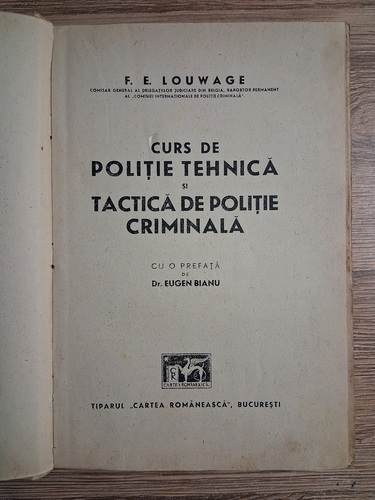 F. E. LOUWAGE
COMISAR GENERAL AL DELEGAȚILOR JUDICIARE DIN BELGIA, RAPORTOR PERMANENT
AL „COMISIEI INTERNAȚIONALE DE POLIȚIE CRIMINALĂ"
CURS DE
POLIȚIE TEHNICĂ
ȘI
TACTICĂ DE POLIȚIE
CRIMINALĂ
CU O PREFAȚĂ
DE
Dr. EUGEN BIANU
CR
CARTEA ROMÂNEASCĂ
TIPARUL „CARTEA ROMÂNEASCĂ", BUCUREȘTI